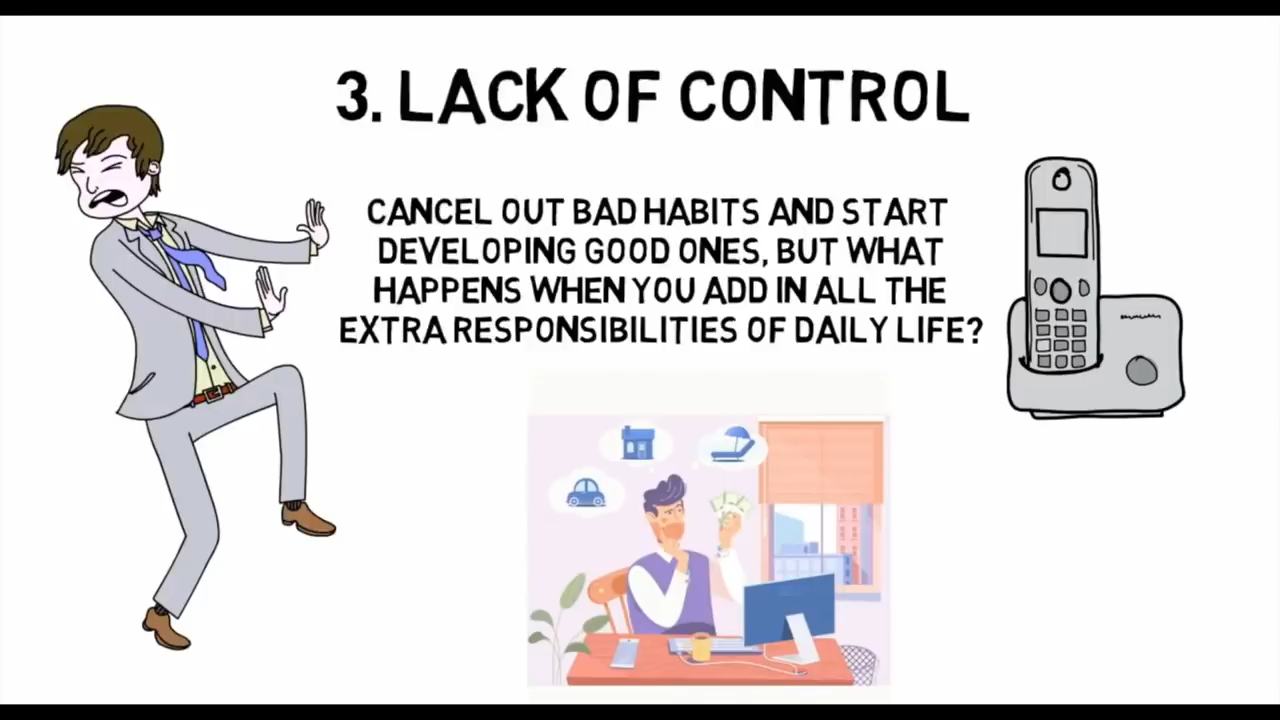 3. LACK OF CONTROL
CANCEL OUT BAD HABITS AND START
DEVELOPING GOOD ONES, BUT WHAT
HAPPENS WHEN YOU ADD IN ALL THE
EXTRA RESPONSIBILITIES OF DAILY LIFE?